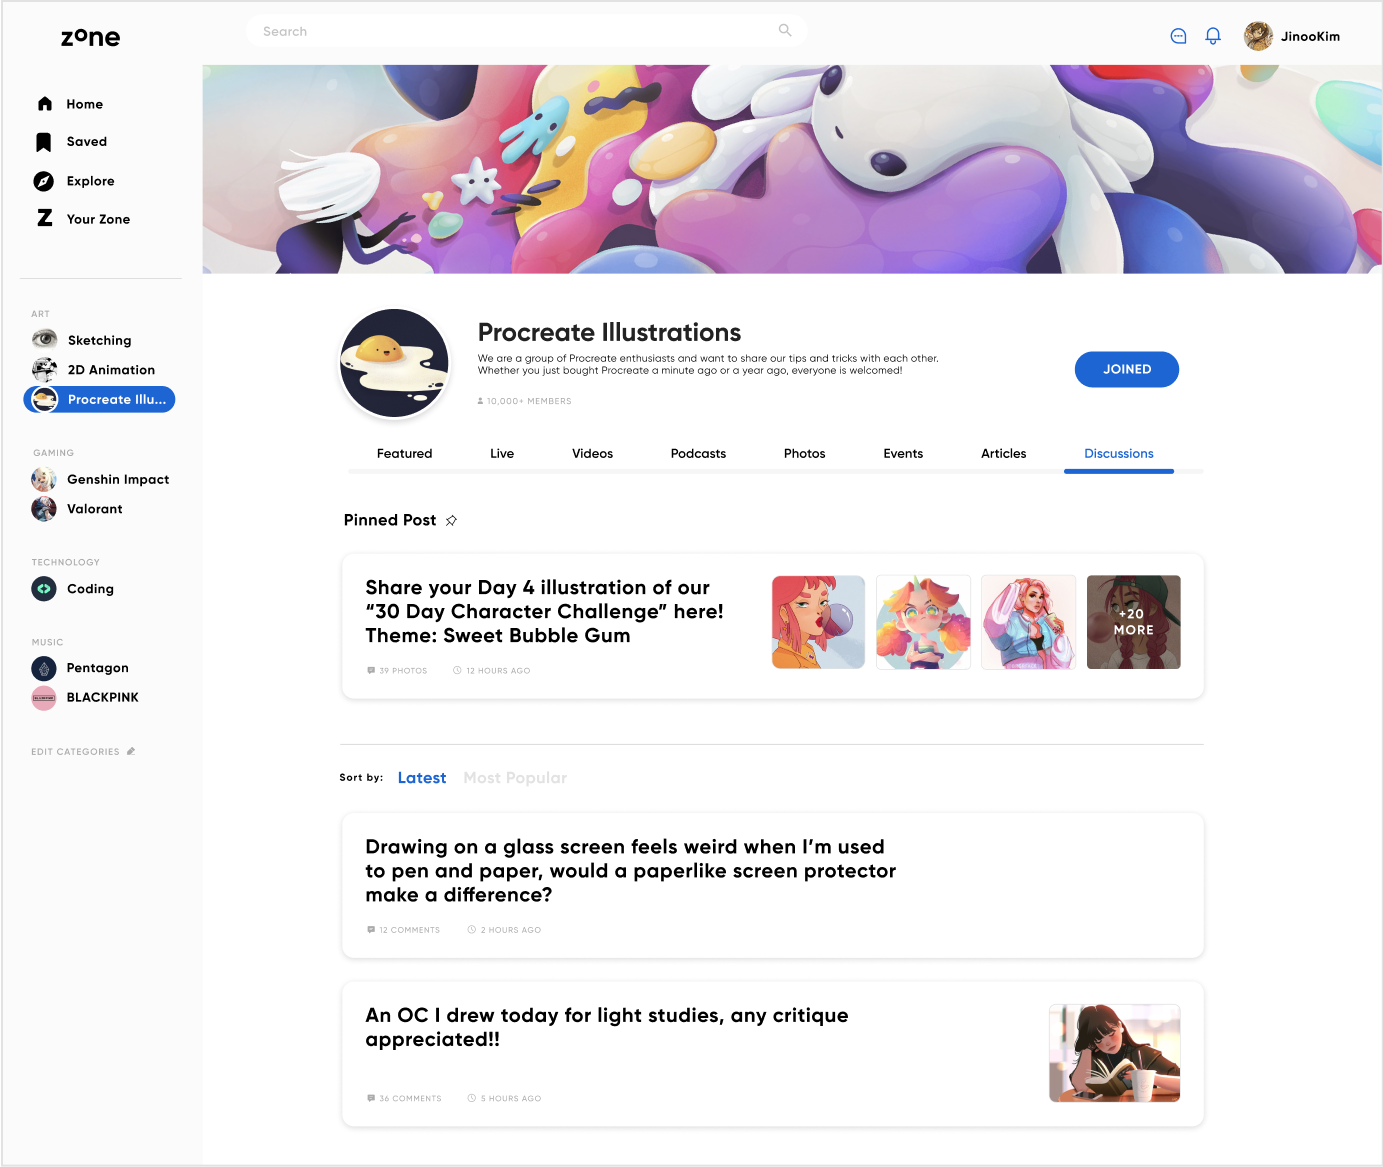 zone
Search
JinooKim
Home
Saved
Explore
Z Your Zone
ART
Sketching
2D Animation
Procreate Illu...
GAMING
Genshin Impact
Valorant
TECHNOLOGY
Coding
MUSIC
Pentagon
BLACKPINK
EDIT CATEGORIES
Procreate Illustrations
We are a group of Procreate enthusiasts and want to share our tips and tricks with each other.
Whether you just bought Procreate a minute ago or a year ago, everyone is welcomed!
10,000+ MEMBERS
JOINED
Featured Live Videos Podcasts Photos Events Articles Discussions
Pinned Post
Share your Day 4 illustration of our
“30 Day Character Challenge” here!
Theme: Sweet Bubble Gum
39 PHOTOS 12 HOURS AGO
+20
MORE
Sort by: Latest Most Popular
Drawing on a glass screen feels weird when I’m used
to pen and paper, would a paperlike screen protector
make a difference?
12 COMMENTS 2 HOURS AGO
An OC I drew today for light studies, any critique
appreciated!!
36 COMMENTS 5 HOURS AGO